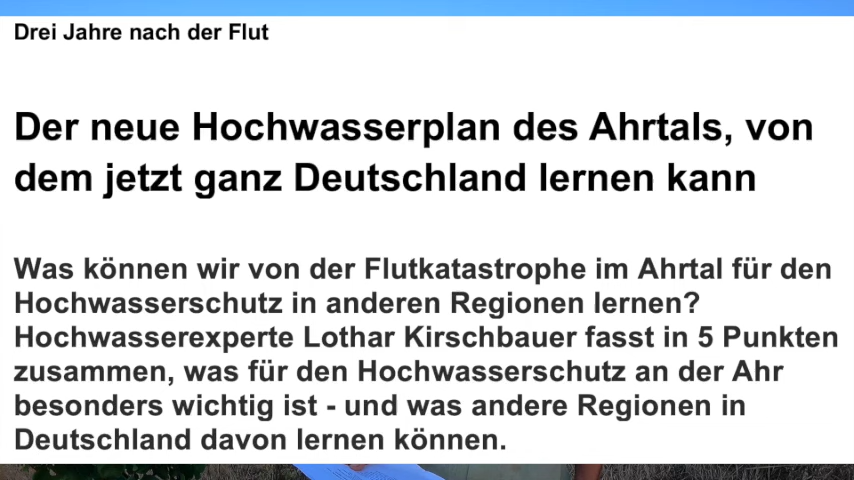 Drei Jahre nach der Flut
Der neue Hochwasserplan des Ahrtals, von
dem jetzt ganz Deutschland lernen kann
Was können wir von der Flutkatastrophe im Ahrtal für den
Hochwasserschutz in anderen Regionen lernen?
Hochwasserexperte Lothar Kirschbauer fasst in 5 Punkten
zusammen, was für den Hochwasserschutz an der Ahr
besonders wichtig ist - und was andere Regionen in
Deutschland davon lernen können.